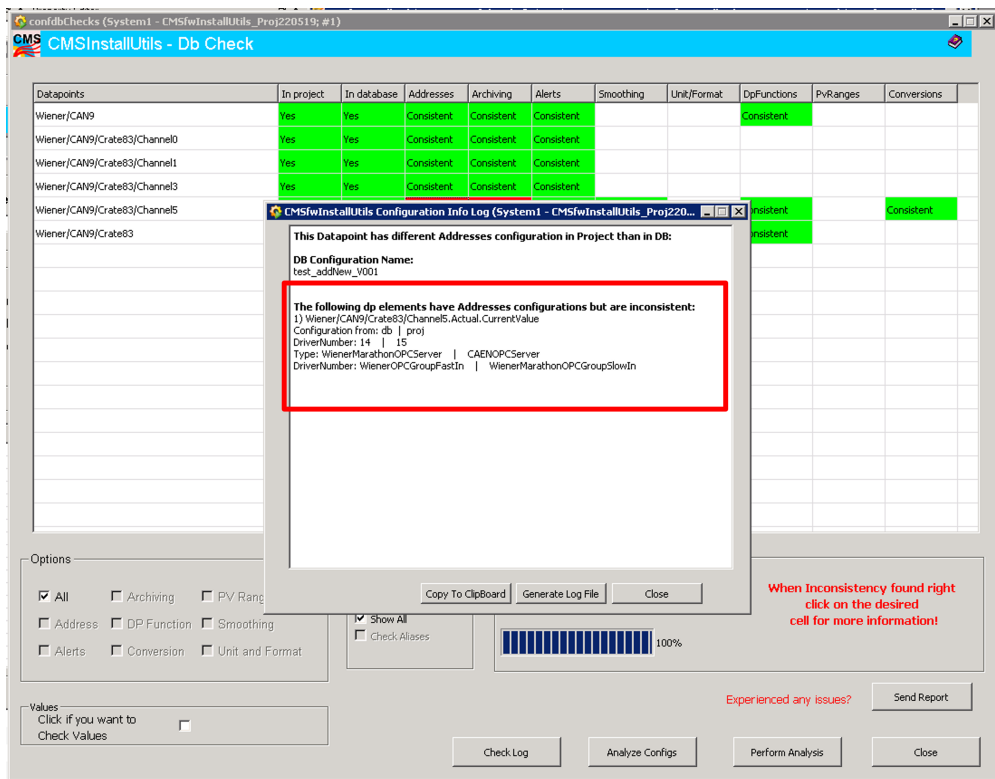 confdbChecks (System1 - CMSfwInstallUtils_Proj220519; #1)
CMS CMSInstallUtils - Db Check
Datapoints In project In database Addresses Archiving Alerts Smoothing Unit/Format DpFunctions PvRanges Conversions
Wiener/CAN9 Yes Yes Consistent Consistent Consistent Consistent
Wiener/CAN9/Crate83/Channel0 Yes Yes Consistent Consistent Consistent
Wiener/CAN9/Crate83/Channel1 Yes Yes Consistent Consistent Consistent
Wiener/CAN9/Crate83/Channel3 Yes Yes Consistent Consistent Consistent
Wiener/CAN9/Crate83/Channel5 onsistent Consistent
Wiener/CAN9/Crate83 onsistent
CMSfwInstallUtils Configuration Info Log (System1 - CMSfwInstallUtils_Proj220...
This Datapoint has different Addresses configuration in Project than in DB:
DB Configuration Name:
test_addNew_V001
The following dp elements have Addresses configurations but are inconsistent:
1) Wiener/CAN9/Crate83/Channel5.Actual.CurrentValue
Configuration from: db | proj
DriverNumber: 14 | 15
Type: WienerMarathonOPCServer | CAENOPCServer
DriverNumber: WienerOPCGroupFastIn | WienerMarathonOPCGroupSlowIn
Copy To ClipBoard Generate Log File Close
Options
All Archiving PV Rang
Address DP Function Smoothing
Alerts Conversion Unit and Format
Show All
Check Aliases
100%
When Inconsistency found right
click on the desired
cell for more information!
Experienced any issues? Send Report
Values
Click if you want to
Check Values
Check Log Analyze Configs Perform Analysis Close